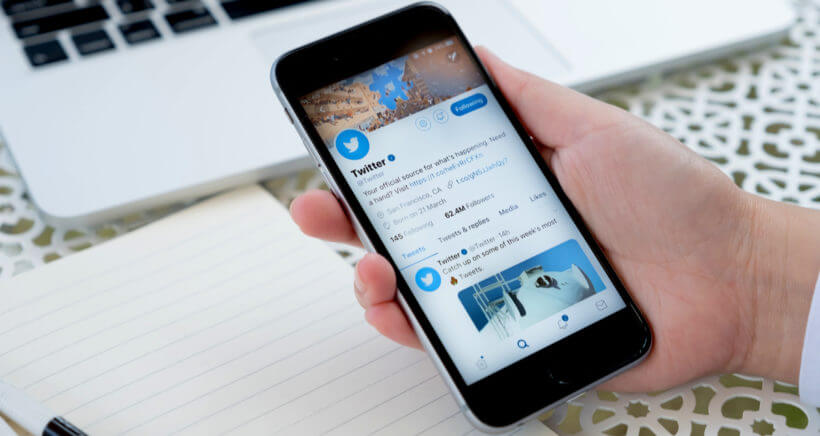 Following
Twitter
@Twitter
Your official source for what's happening. Need
a hand? Visit
San Francisco, CA
Born on 21 March
145 Following 62.4M Followers
Tweets Tweets & replies Media Likes
Twitter @Twitter · 14h
Catch up on some of this week's most
🔥 Tweets.